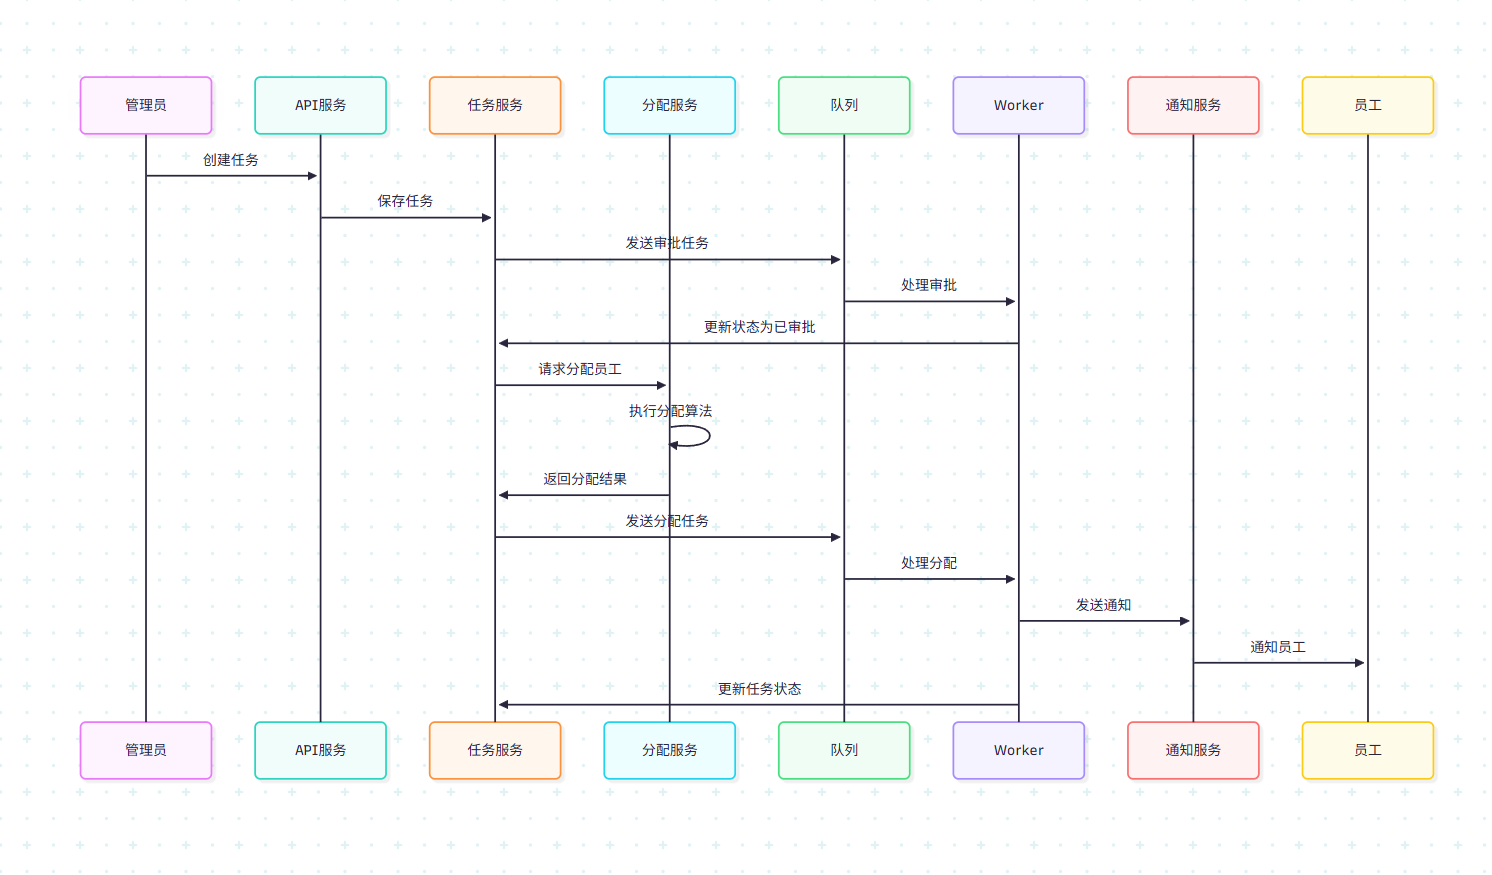 管理员
API服务
任务服务
分配服务
队列
Worker
通知服务
员工
创建任务
保存任务
发送审批任务
处理审批
更新状态为已审批
请求分配员工
执行分配算法
返回分配结果
发送分配任务
处理分配
发送通知
通知员工
更新任务状态
管理员
API服务
任务服务
分配服务
队列
Worker
通知服务
员工